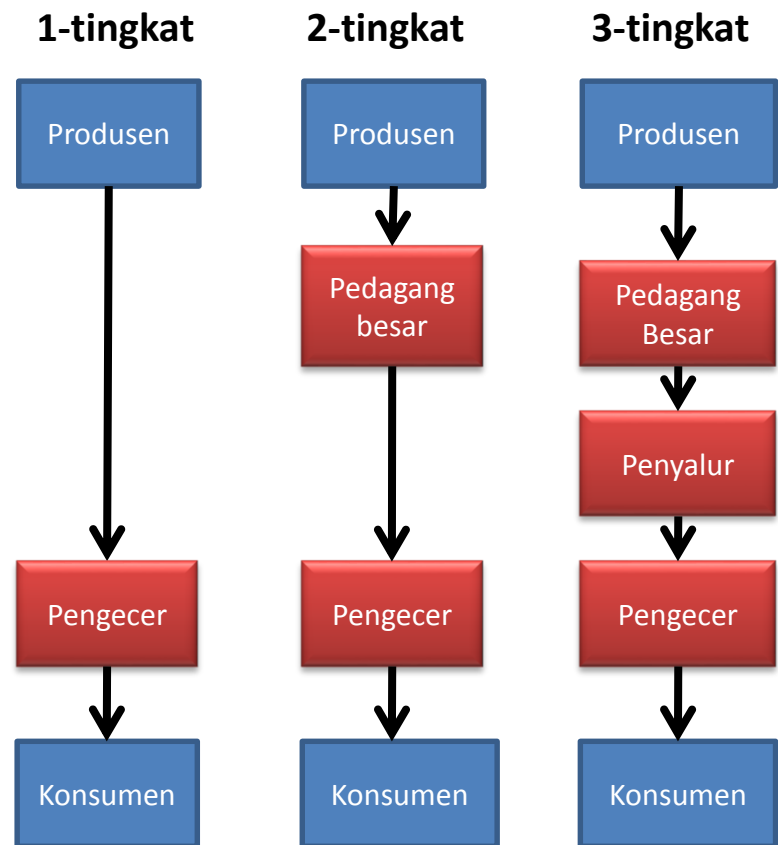 1-tingkat
2-tingkat
3-tingkat
Produsen
Produsen
Produsen
Pedagang
besar
Pedagang
Besar
Penyalur
Pengecer
Pengecer
Pengecer
Konsumen
Konsumen
Konsumen